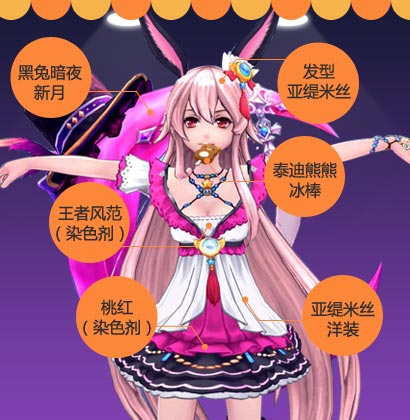 黑兔暗夜
新月
发型
亚缇米丝
泰迪熊熊
冰棒
王者风范
（染色剂）
桃红
（染色剂）
亚缇米丝
洋装